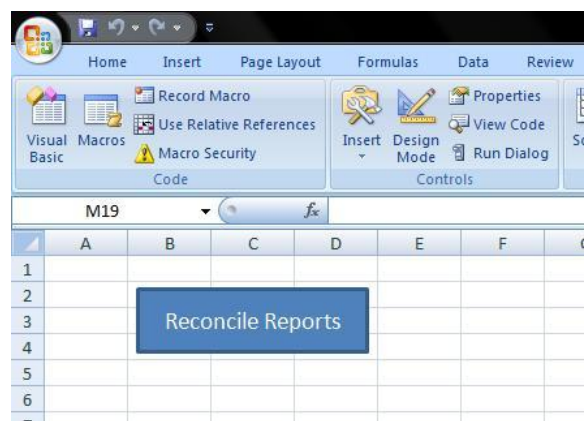 Home Insert Page Layout Formulas Data Review
Visual Basic
Macros
Record Macro
Use Relative References
Macro Security
Code
Insert
Design Mode
Properties
View Code
Run Dialog
Controls
M19 fx
A B C D E F
1
2
3 Reconcile Reports
4
5
6